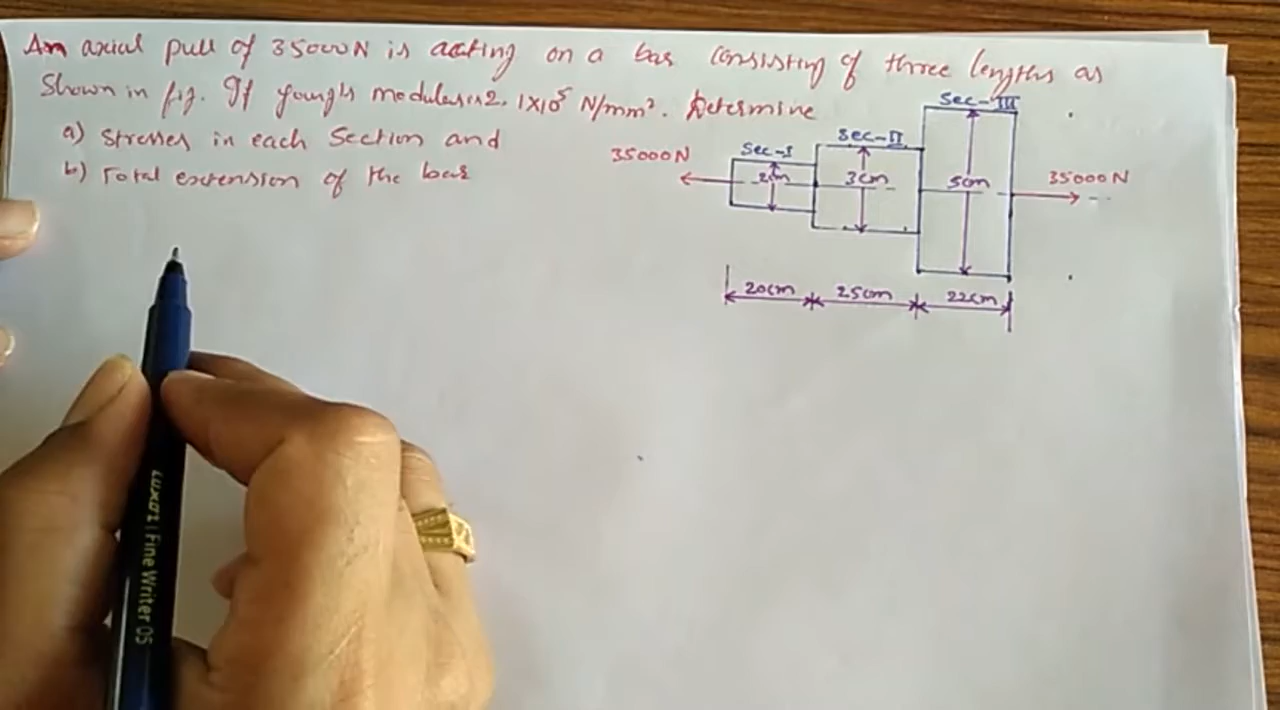 An axial pull of 35000N is acting on a bar consisting of three lengths as
shown in fig. If young's modulus is 2.1X10⁵ N/mm². Determine
a) stresses in each section and
b) Total extension of the bar
Sec-III
Sec-II
Sec-I
35000N
2cm
3cm
5cm
35000N
20cm
25cm
22cm
LUXOR | Fine Writer 05